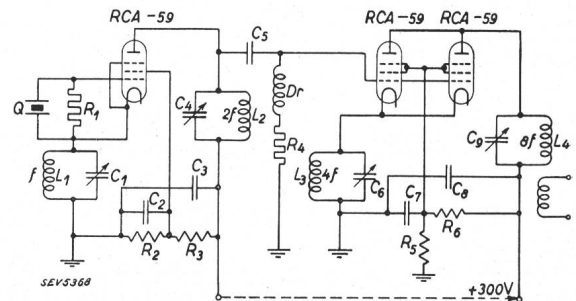 RCA-59
RCA-59 RCA-59
C5
Q
R1
C4
2f
L2
Dr
R4
C9
8f
L4
f
L1
C1
C3
C2
R2
R3
L3
4f
C6
C7
C8
R5
R6
SEV5368
+300V